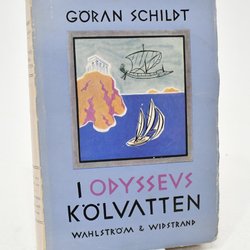 GÖRAN SCHILDT
I ODYSSEVS
KÖLVATTEN
WAHLSTRÖM & WIDSTRAND